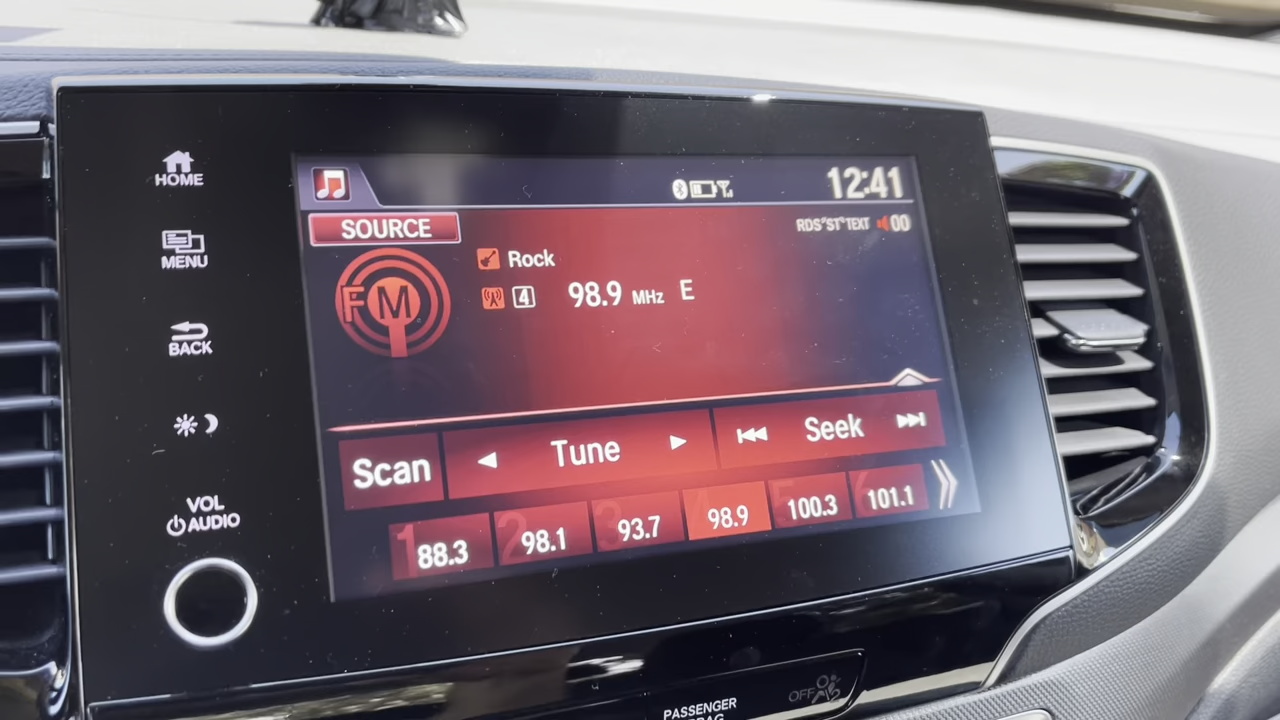 HOME
MENU
BACK
VOL
AUDIO
12:41
SOURCE
RDS ST TEXT 00
FM
Rock
4 98.9 MHz E
Scan
Tune
Seek
1 88.3
2 98.1
3 93.7
4 98.9
5 100.3
6 101.1
PASSENGER
OFF